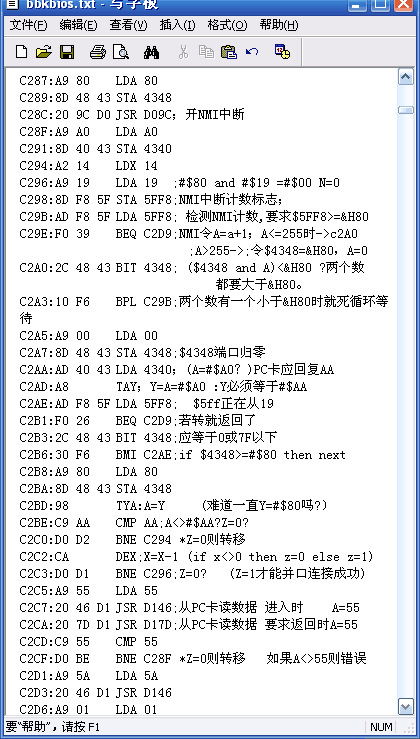 bbkbios.txt - 写字板
文件(F) 编辑(E) 查看(V) 插入(I) 格式(O) 帮助(H)
C287:A9 80 LDA 80
C289:8D 48 43 STA 4348
C28C:20 9C D0 JSR D09C; 开NMI中断
C28F:A9 A0 LDA A0
C291:8D 40 43 STA 4340
C294:A2 14 LDX 14
C296:A9 19 LDA 19 ;#$80 and #$19 =#$00 N=0
C298:8D F8 5F STA 5FF8;NMI中断计数标志;
C29B:AD F8 5F LDA 5FF8; 检测NMI计数,要求$5FF8>=&H80
C29E:F0 39 BEQ C2D9;NMI令A=a+1; A<=255时->c2A0
;A>255->;令$4348=&H80, A=0
C2A0:2C 48 43 BIT 4348; ($4348 and A)<&H80 ?两个数
都要大于&H80。
C2A3:10 F6 BPL C29B;两个数有一个小于&H80时就死循环等
待
C2A5:A9 00 LDA 00
C2A7:8D 48 43 STA 4348;$4348端口归零
C2AA:AD 40 43 LDA 4340; (A=#$A0? )PC卡应回复AA
C2AD:A8 TAY; Y=A=#$A0 :Y必须等于#$AA
C2AE:AD F8 5F LDA 5FF8; $5ff正在从19
C2B1:F0 26 BEQ C2D9;若转就返回了
C2B3:2C 48 43 BIT 4348;应等于0或7F以下
C2B6:30 F6 BMI C2AE;if $4348>=#$80 then next
C2B8:A9 80 LDA 80
C2BA:8D 48 43 STA 4348
C2BD:98 TYA:A=Y (难道一直Y=#$80吗?)
C2BE:C9 AA CMP AA;A<>#$AA?Z=0?
C2C0:D0 D2 BNE C294 *Z=0则转移
C2C2:CA DEX;X=X-1 (if x<>0 then z=0 else z=1)
C2C3:D0 D1 BNE C296;Z=0? (Z=1才能并口连接成功)
C2C5:A9 55 LDA 55
C2C7:20 46 D1 JSR D146;从PC卡读数据 进入时 A=55
C2CA:20 7D D1 JSR D17D;从PC卡读数据 要求返回时A=55
C2CD:C9 55 CMP 55
C2CF:D0 BE BNE C28F *Z=0则转移 如果A<>55则错误
C2D1:A9 5A LDA 5A
C2D3:20 46 D1 JSR D146
C2D6:A9 01 LDA 01
要“帮助”,请按 F1 NUM